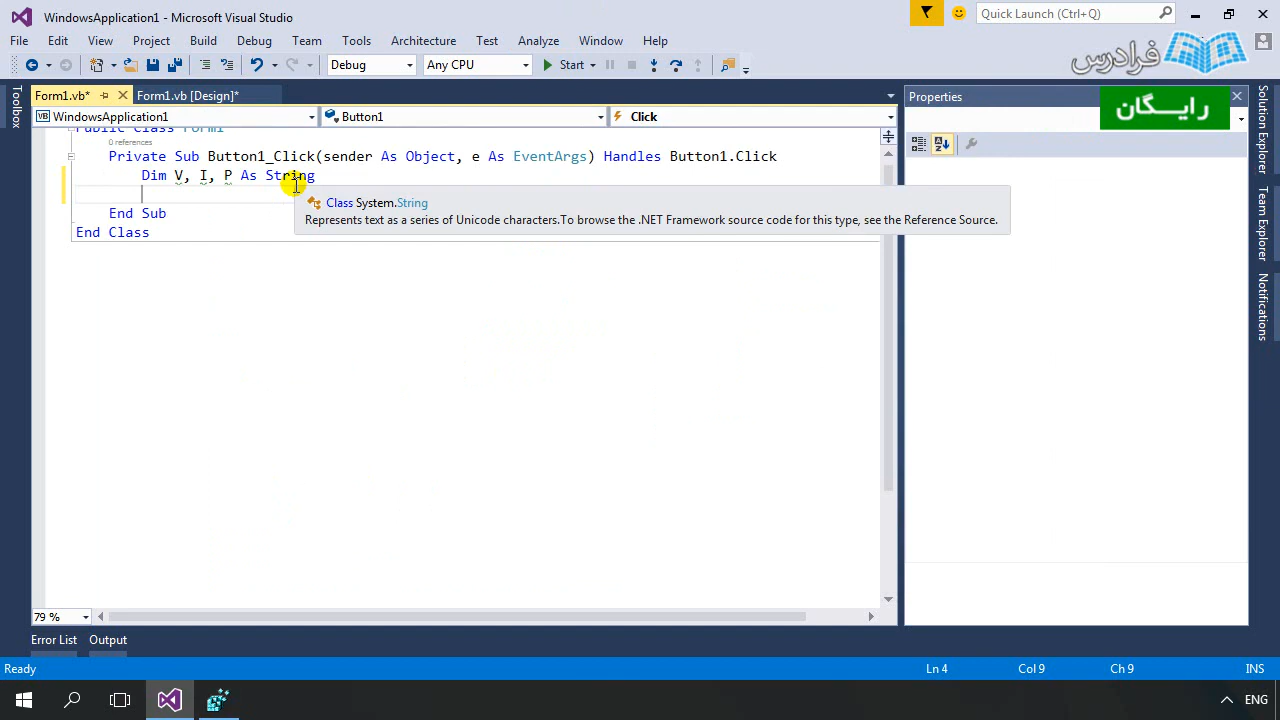 WindowsApplication1 - Microsoft Visual Studio
Quick Launch (Ctrl+Q)
File Edit View Project Build Debug Team Tools Architecture Test Analyze Window Help
فرادرس
Debug Any CPU Start
Toolbox
Form1.vb* Form1.vb [Design]*
Properties
رایگان
WindowsApplication1 Button1 Click
Public Class Form1
0 references
Private Sub Button1_Click(sender As Object, e As EventArgs) Handles Button1.Click
Dim V, I, P As String
Class System.String
Represents text as a series of Unicode characters.To browse the .NET Framework source code for this type, see the Reference Source.
End Sub
End Class
Solution Explorer
Team Explorer
Notifications
79 %
Error List Output
Ready Ln 4 Col 9 Ch 9 INS
ENG